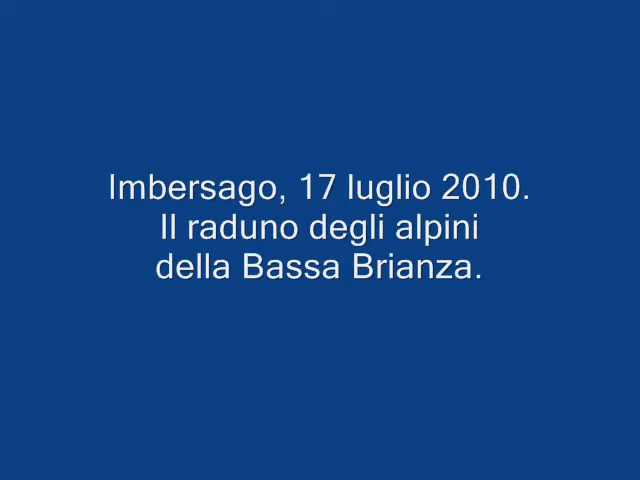 Imbersago, 17 luglio 2010.
Il raduno degli alpini
della Bassa Brianza.